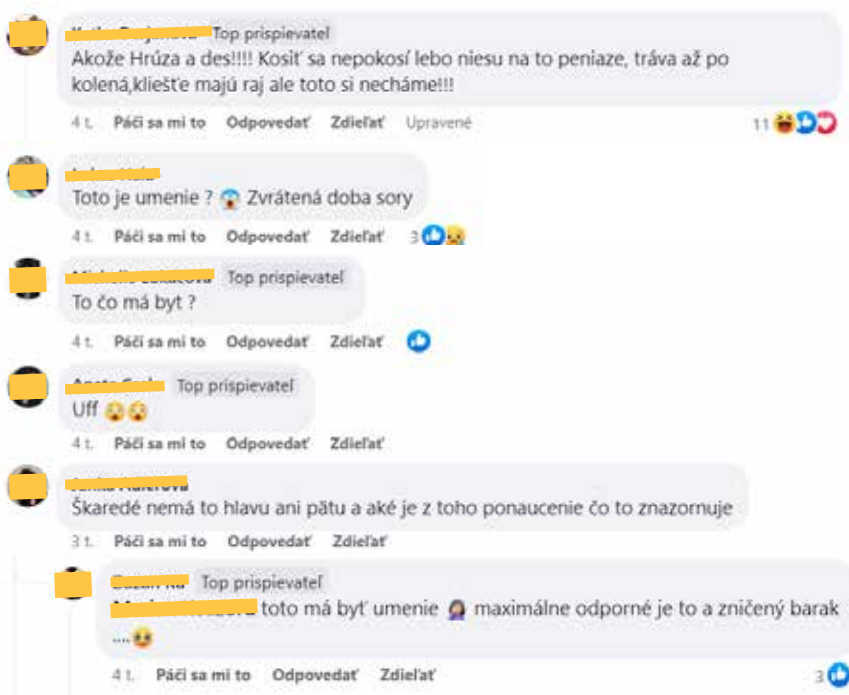 Top prispievateľ
Akože Hrúza a des!!!! Kosiť sa nepokosí lebo niesu na to peniaze, tráva až po
kolená,kliešte majú raj ale toto si necháme!!!
4 t. Páči sa mi to Odpovedať Zdieľať Upravené 11
Toto je umenie ? 😱 Zvrátená doba sory
4 t. Páči sa mi to Odpovedať Zdieľať 3
Top prispievateľ
To čo má byt ?
4 t. Páči sa mi to Odpovedať Zdieľať
Top prispievateľ
Uff 😲😲
4 t. Páči sa mi to Odpovedať Zdieľať
Škaredé nemá to hlavu ani pätu a aké je z toho ponaucenie čo to znazornuje
3 t. Páči sa mi to Odpovedať Zdieľať
Top prispievateľ
toto má byť umenie 🤦‍♀️ maximálne odporné je to a zničený barak
....🤢
4 t. Páči sa mi to Odpovedať Zdieľať 3